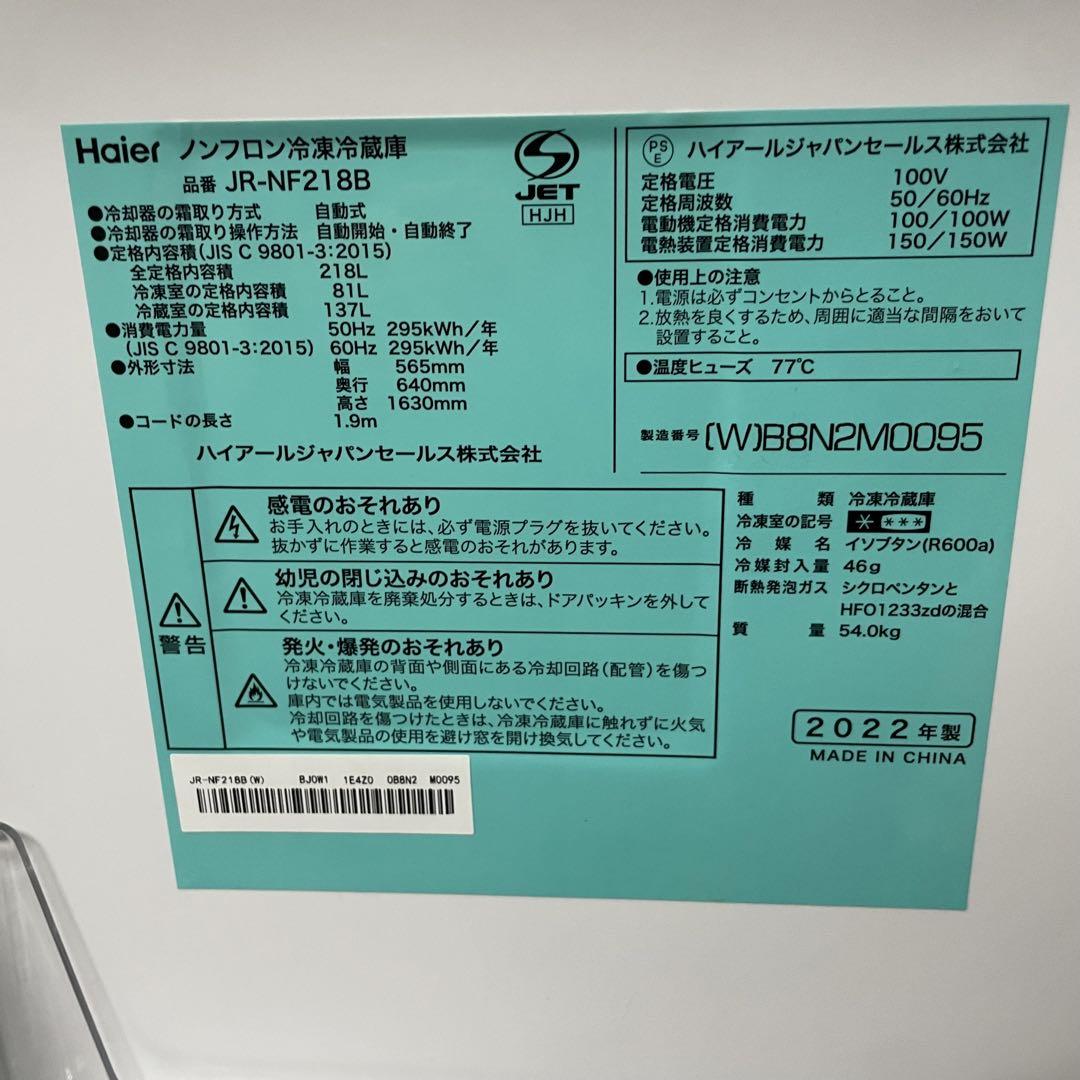 Haier ノンフロン冷凍冷蔵庫
品番 JR-NF218B
●冷却器の霜取り方式 自動式
●冷却器の霜取り操作方法 自動開始・自動終了
●定格内容積(JIS C 9801-3:2015)
全定格内容積 218L
冷凍室の定格内容積 81L
冷蔵室の定格内容積 137L
●消費電力量 50Hz 295kWh/年
(JIS C 9801-3:2015) 60Hz 295kWh/年
●外形寸法 幅 565mm
奥行 640mm
高さ 1630mm
●コードの長さ 1.9m
ハイアールジャパンセールス株式会社
JET
HJH
PSE ハイアールジャパンセールス株式会社
定格電圧 100V
定格周波数 50/60Hz
電動機定格消費電力 100/100W
電熱装置定格消費電力 150/150W
●使用上の注意
1.電源は必ずコンセントからとること。
2.放熱を良くするため、周囲に適当な間隔をおいて
設置すること。
●温度ヒューズ 77℃
製造番号 (W)B8N2M0095
警告
感電のおそれあり
お手入れのときには、必ず電源プラグを抜いてください。
抜かずに作業すると感電のおそれがあります。
幼児の閉じ込みのおそれあり
冷凍冷蔵庫を廃棄処分するときは、ドアパッキンを外して
ください。
発火・爆発のおそれあり
冷凍冷蔵庫の背面や側面にある冷却回路(配管)を傷つ
けないでください。
庫内では電気製品を使用しないでください。
冷却回路を傷つけたときは、冷凍冷蔵庫に触れずに火気
や電気製品の使用を避け窓を開け換気してください。
種類 冷凍冷蔵庫
冷凍室の記号 * ***
冷媒名 イソブタン(R600a)
冷媒封入量 46g
断熱発泡ガス シクロペンタンと
HFO1233zdの混合
質量 54.0kg
2022年製
MADE IN CHINA
JR-NF218B(W) BJ0W1 1E4Z0 0B8N2 M0095